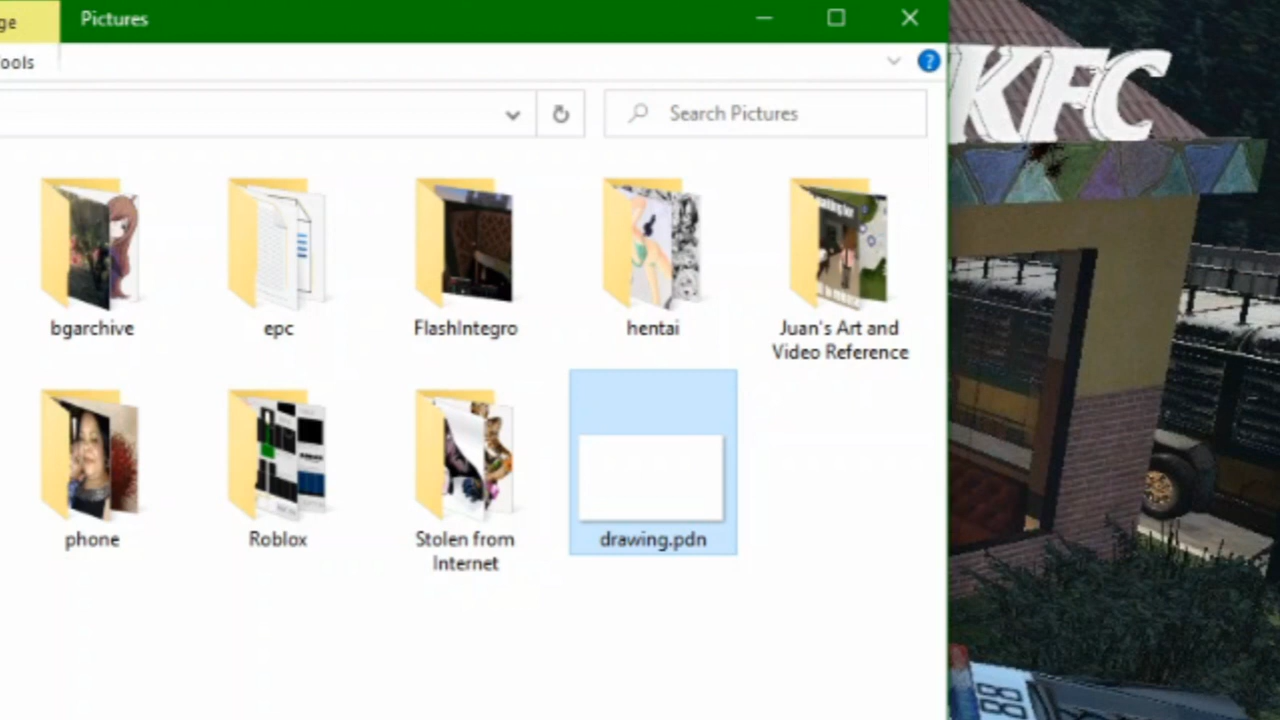 ge
Pictures
ools
?
Search Pictures
KFC
bgarchive
epc
FlashIntegro
hentai
Juan's Art and
Video Reference
phone
Roblox
Stolen from
Internet
drawing.pdn
88